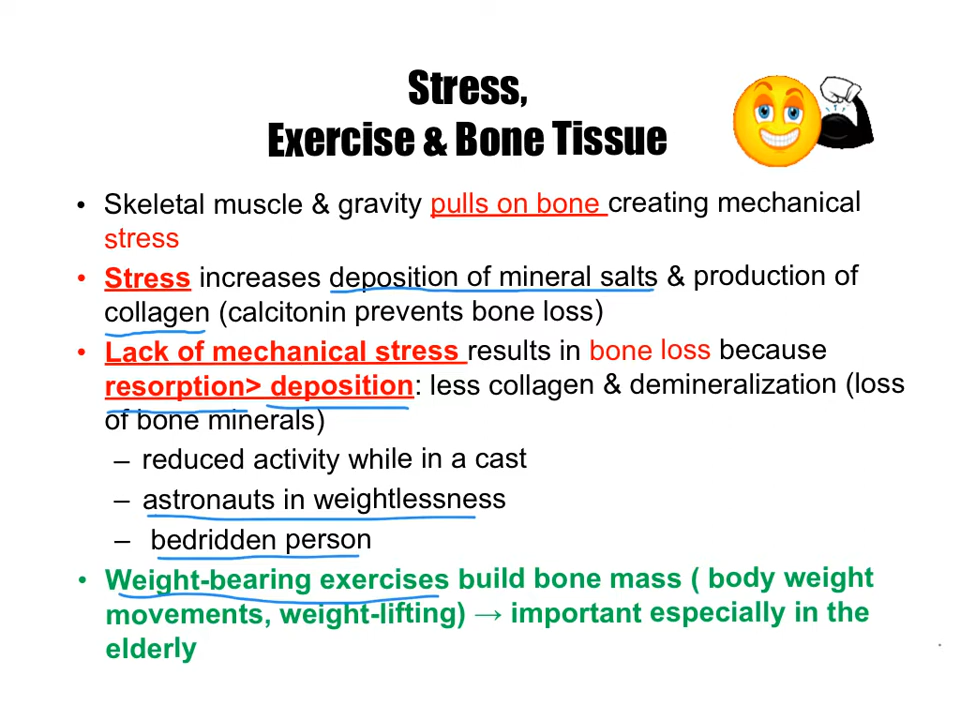 Stress,
Exercise & Bone Tissue
• Skeletal muscle & gravity pulls on bone creating mechanical
stress
• Stress increases deposition of mineral salts & production of
collagen (calcitonin prevents bone loss)
• Lack of mechanical stress results in bone loss because
resorption> deposition: less collagen & demineralization (loss
of bone minerals)
– reduced activity while in a cast
– astronauts in weightlessness
– bedridden person
• Weight-bearing exercises build bone mass ( body weight
movements, weight-lifting) → important especially in the
elderly